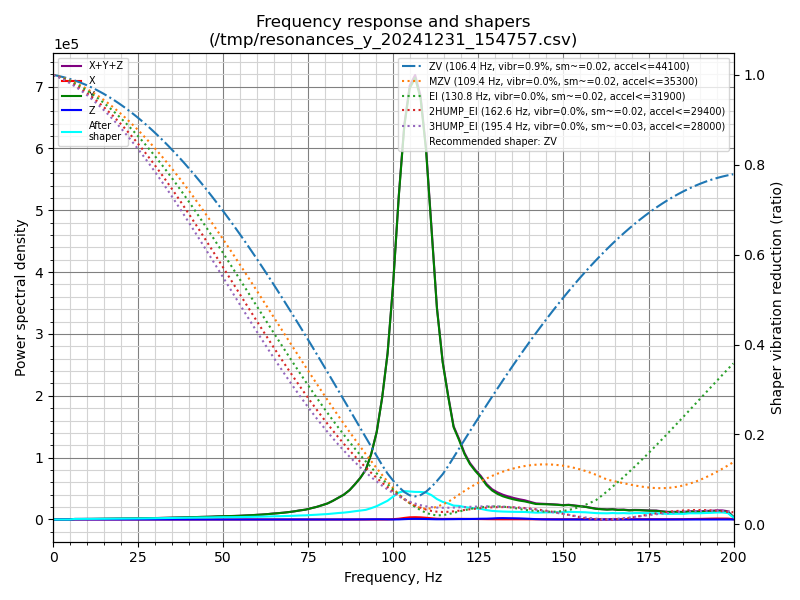 Frequency response and shapers
(/tmp/resonances_y_20241231_154757.csv)
1e5
X+Y+Z
X
Z
After
shaper
ZV (106.4 Hz, vibr=0.9%, sm~=0.02, accel<=44100)
MZV (109.4 Hz, vibr=0.0%, sm~=0.02, accel<=35300)
EI (130.8 Hz, vibr=0.0%, sm~=0.02, accel<=31900)
2HUMP_EI (162.6 Hz, vibr=0.0%, sm~=0.02, accel<=29400)
3HUMP_EI (195.4 Hz, vibr=0.0%, sm~=0.03, accel<=28000)
Recommended shaper: ZV
Power spectral density
7
6
5
4
3
2
1
0
1.0
0.8
0.6
0.4
0.2
0.0
Shaper vibration reduction (ratio)
0 25 50 75 100 125 150 175 200
Frequency, Hz